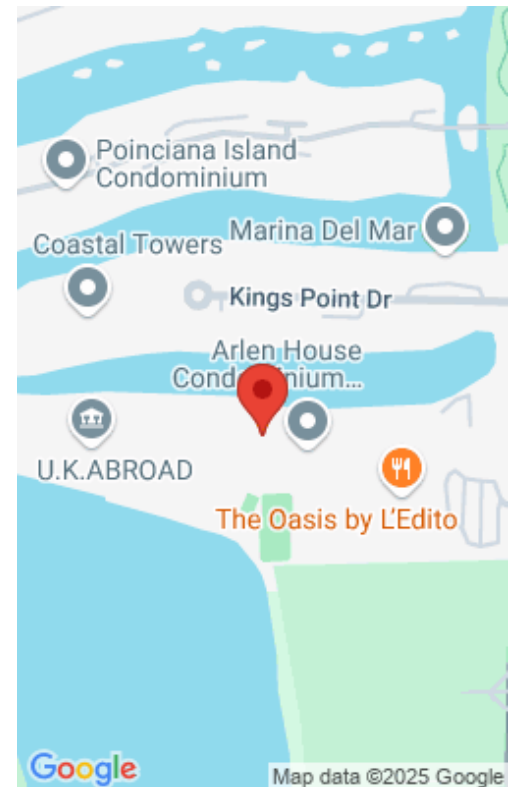 Poinciana Island
Condominium
Marina Del Mar
Coastal Towers
Kings Point Dr
Arlen House
U.K.ABROAD
The Oasis by L'Edito
Google
Map data ©2025 Google